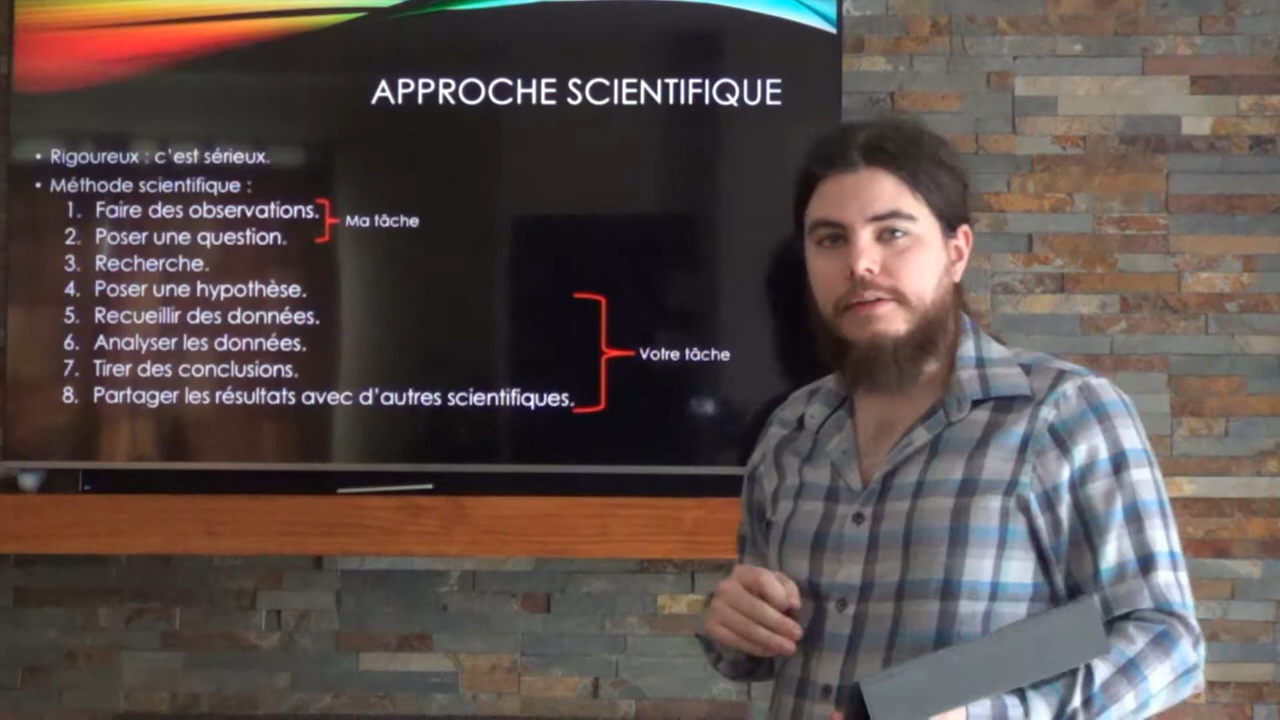 APPROCHE SCIENTIFIQUE
• Rigoureux : c'est sérieux.
• Méthode scientifique :
1. Faire des observations.
2. Poser une question.
Ma tâche
3. Recherche.
4. Poser une hypothèse.
5. Recueillir des données.
6. Analyser les données.
7. Tirer des conclusions.
8. Partager les résultats avec d'autres scientifiques.
Votre tâche